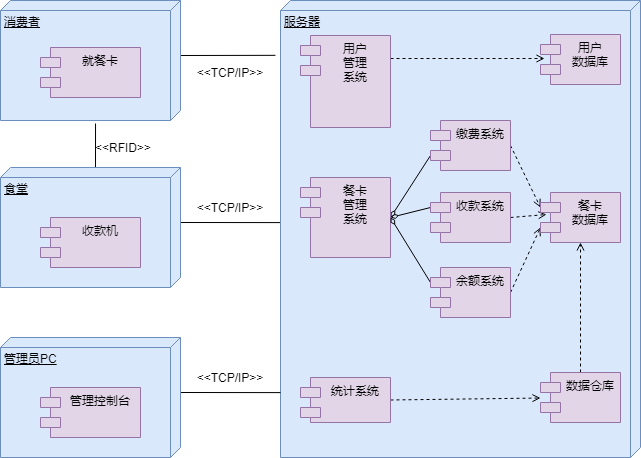 消费者
就餐卡
<<TCP/IP>>
<<RFID>>
食堂
收款机
<<TCP/IP>>
管理员PC
管理控制台
<<TCP/IP>>
服务器
用户
管理
系统
用户
数据库
缴费系统
餐卡
管理
系统
收款系统
餐卡
数据库
余额系统
统计系统
数据仓库